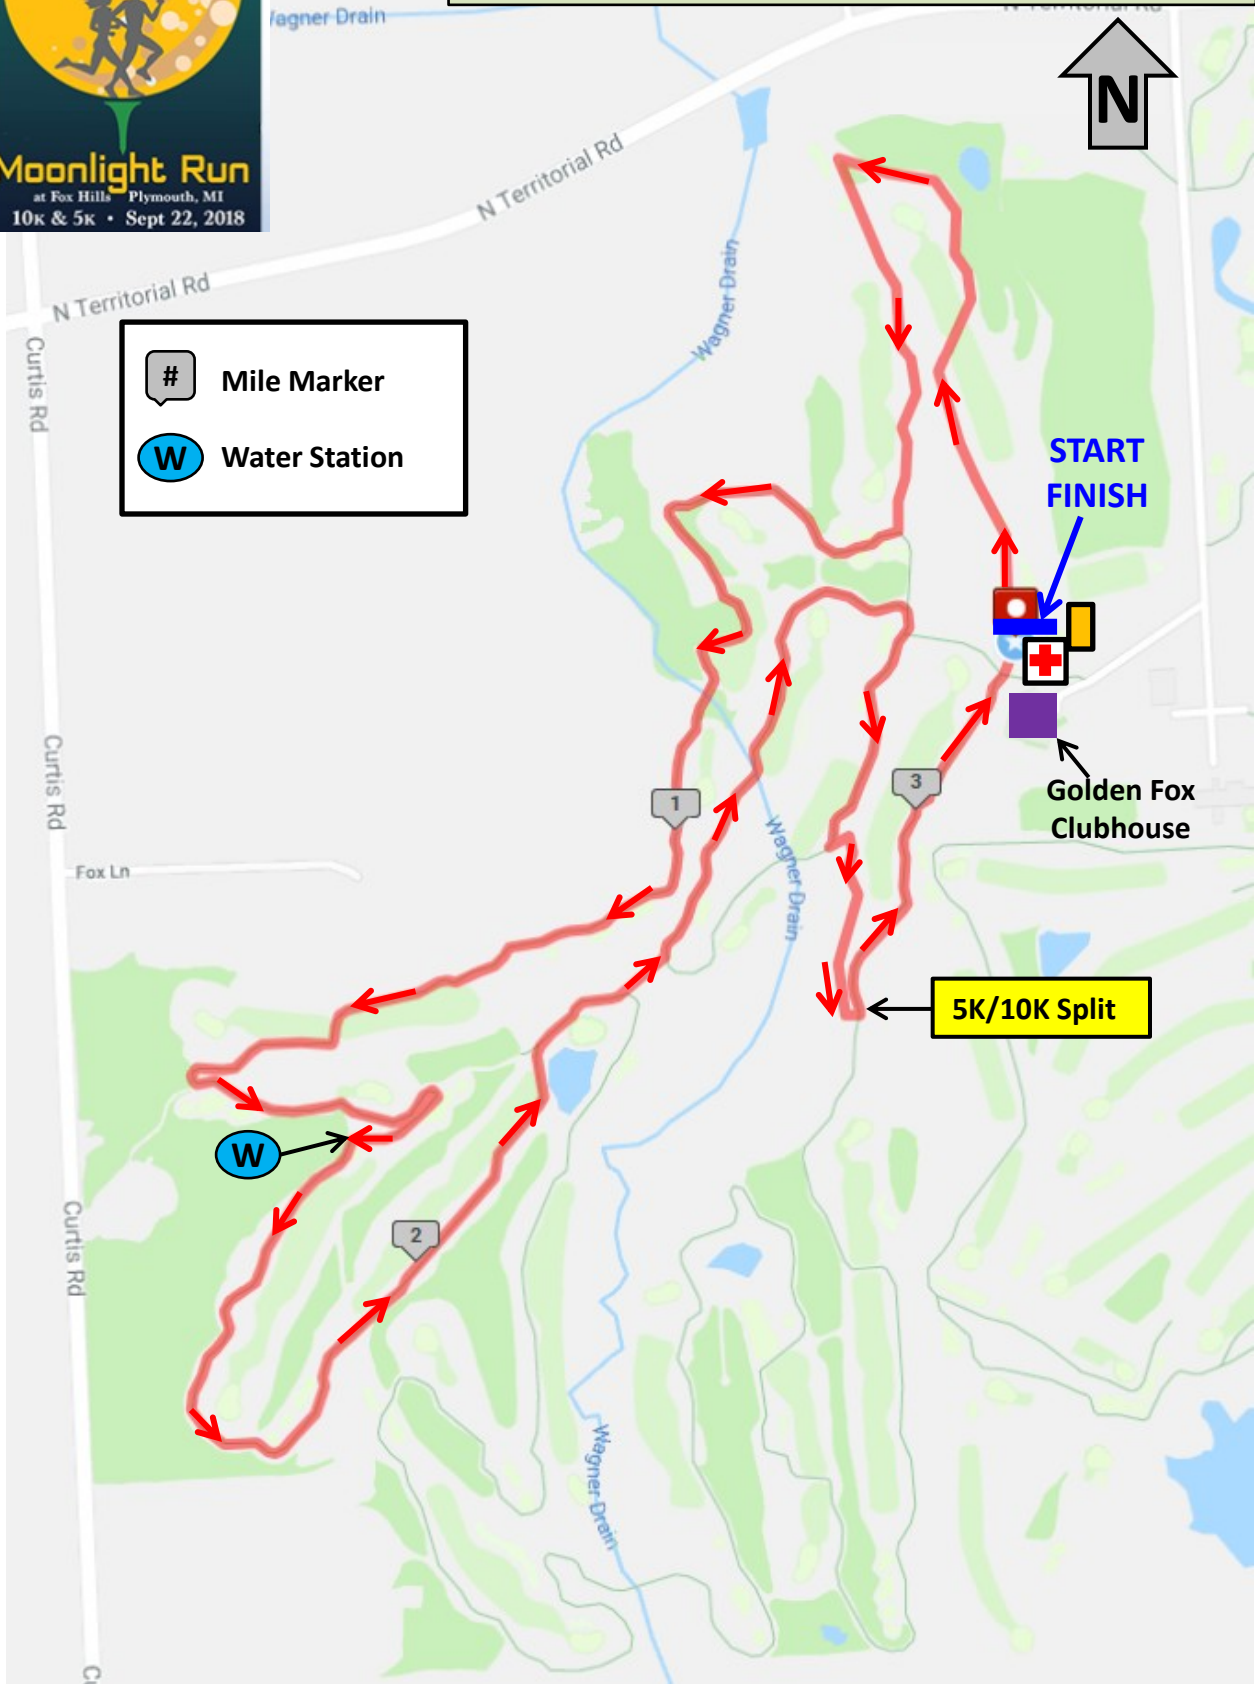 Wagner Drain
N Territorial Rd
N
Moonlight Run
at Fox Hills Plymouth, MI
10K & 5K • Sept 22, 2018
N Territorial Rd
N Territorial Rd
Wagner Drain
Curtis Rd
# Mile Marker
W Water Station
START
FINISH
Curtis Rd
1
3
Golden Fox
Clubhouse
Wagner Drain
Fox Ln
5K/10K Split
W
Curtis Rd
2
Wagner Drain